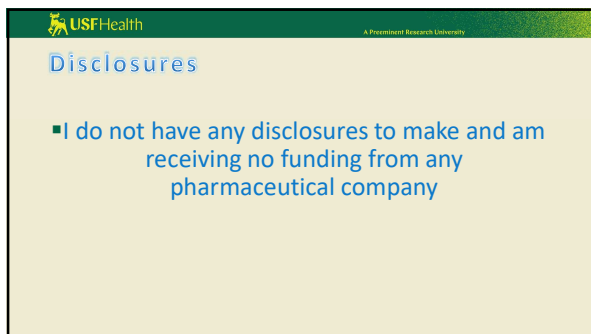 USFHealth
A Preeminent Research University
Disclosures
▪I do not have any disclosures to make and am
receiving no funding from any
pharmaceutical company